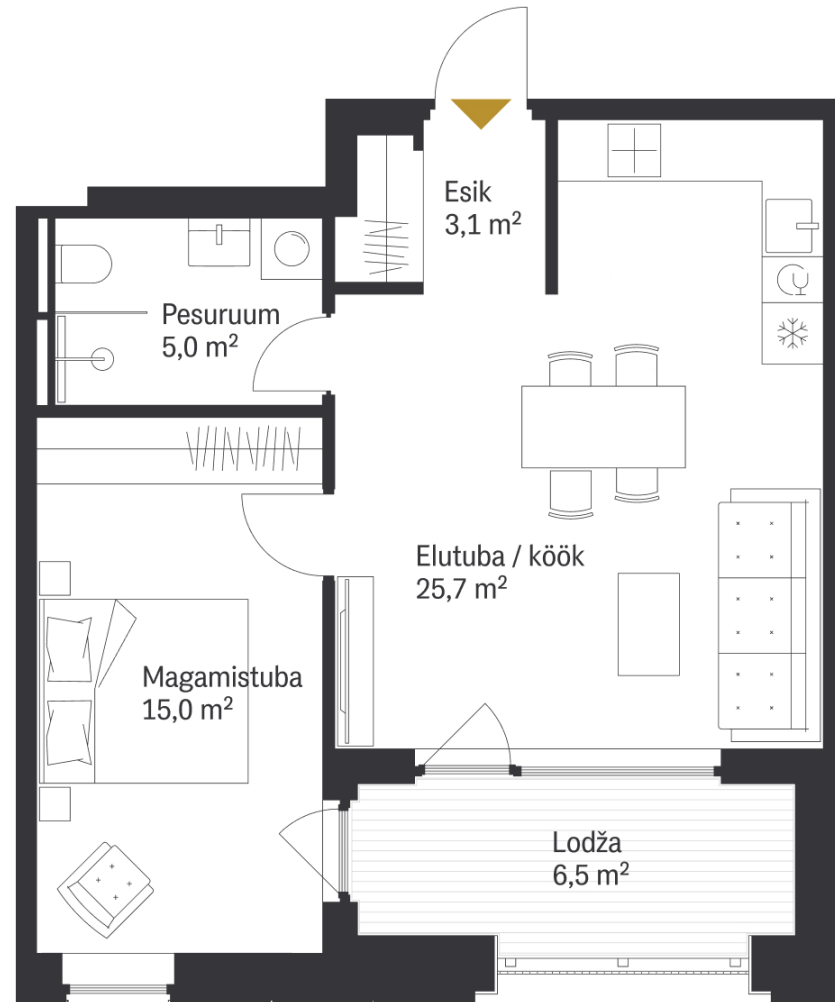 Esik
3,1 m²
Pesuruum
5,0 m²
Elutuba / köök
25,7 m²
Magamistuba
15,0 m²
Lodža
6,5 m²